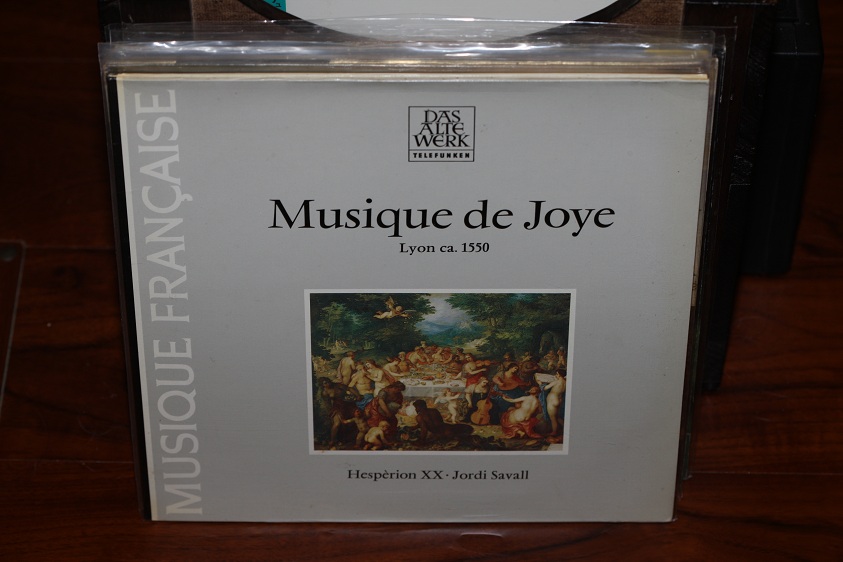 MUSIQUE FRANÇAISE
DAS
ALTE
WERK
TELEFUNKEN
Musique de Joye
Lyon ca. 1550
Hespèrion XX · Jordi Savall